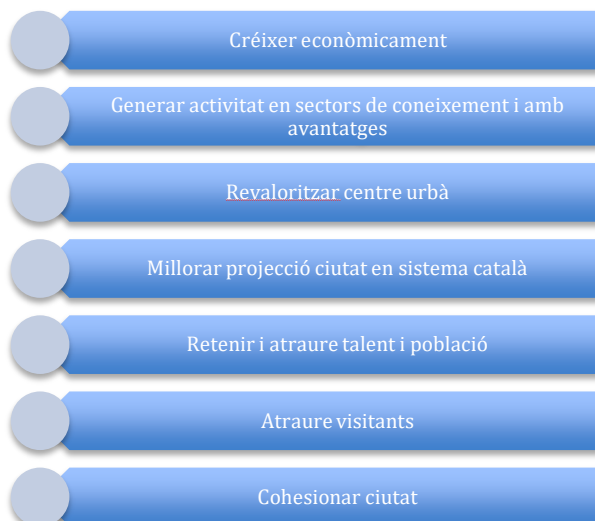 Créixer econòmicament
Generar activitat en sectors de coneixement i amb
avantatges
Revaloritzar centre urbà
Millorar projecció ciutat en sistema català
Retenir i atraure talent i població
Atraure visitants
Cohesionar ciutat